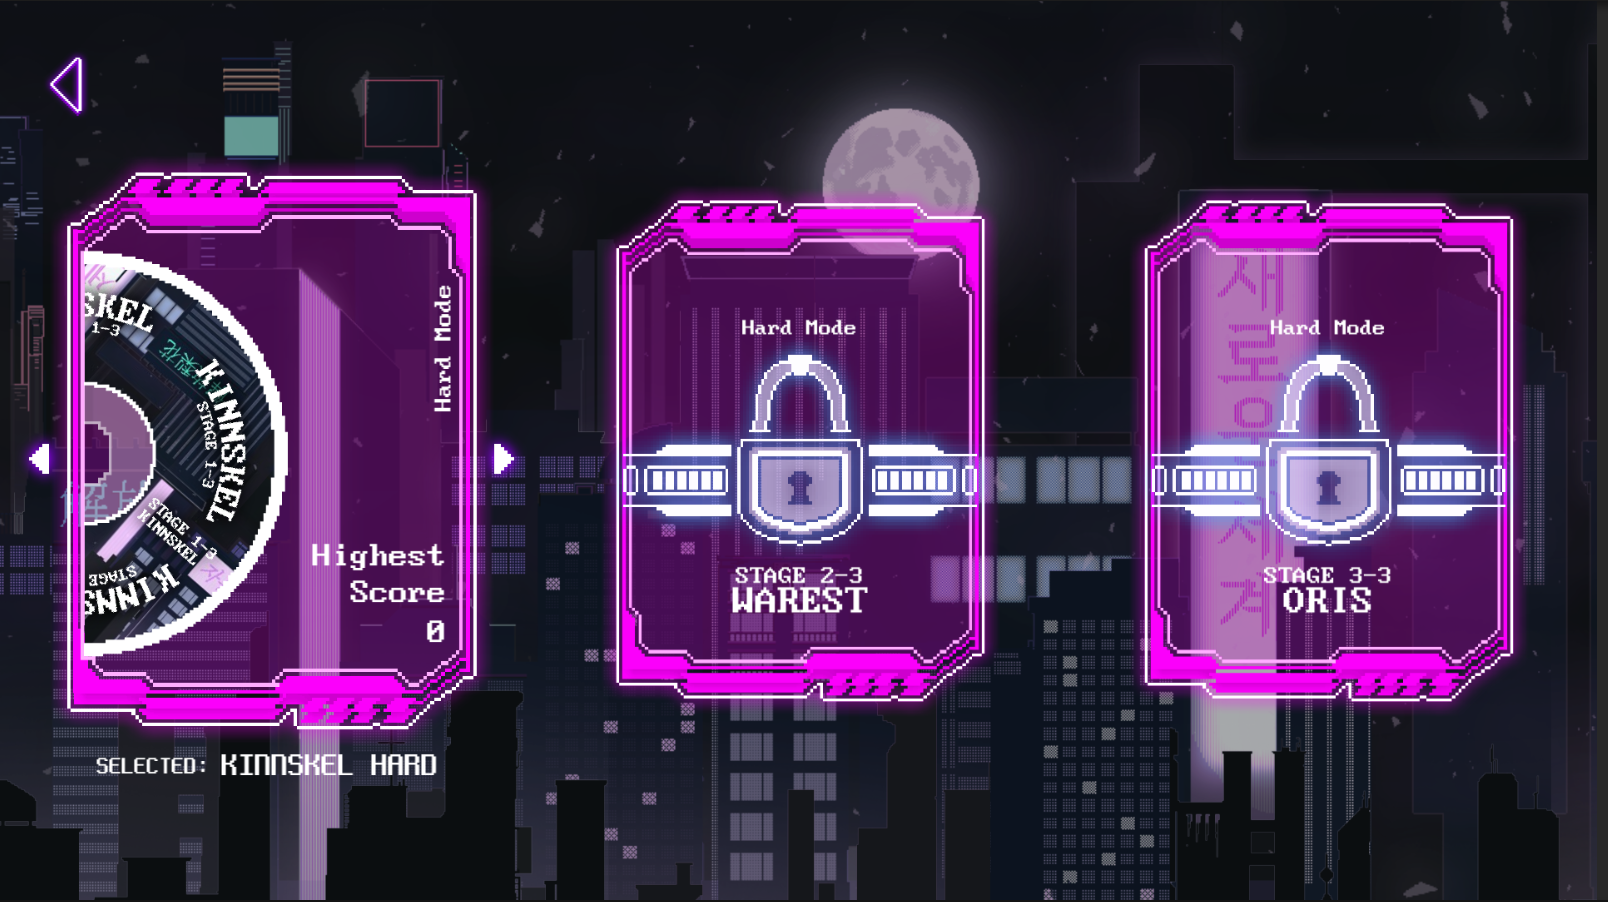 SKEL
1-3
KINNSKEL
STAGE 1-3
STAGE 1-3
KINNSKEL
STAGE
KINNS
Hard Mode
Highest
Score
0
SELECTED: KINNSKEL HARD
Hard Mode
STAGE 2-3
WAREST
Hard Mode
STAGE 3-3
ORIS